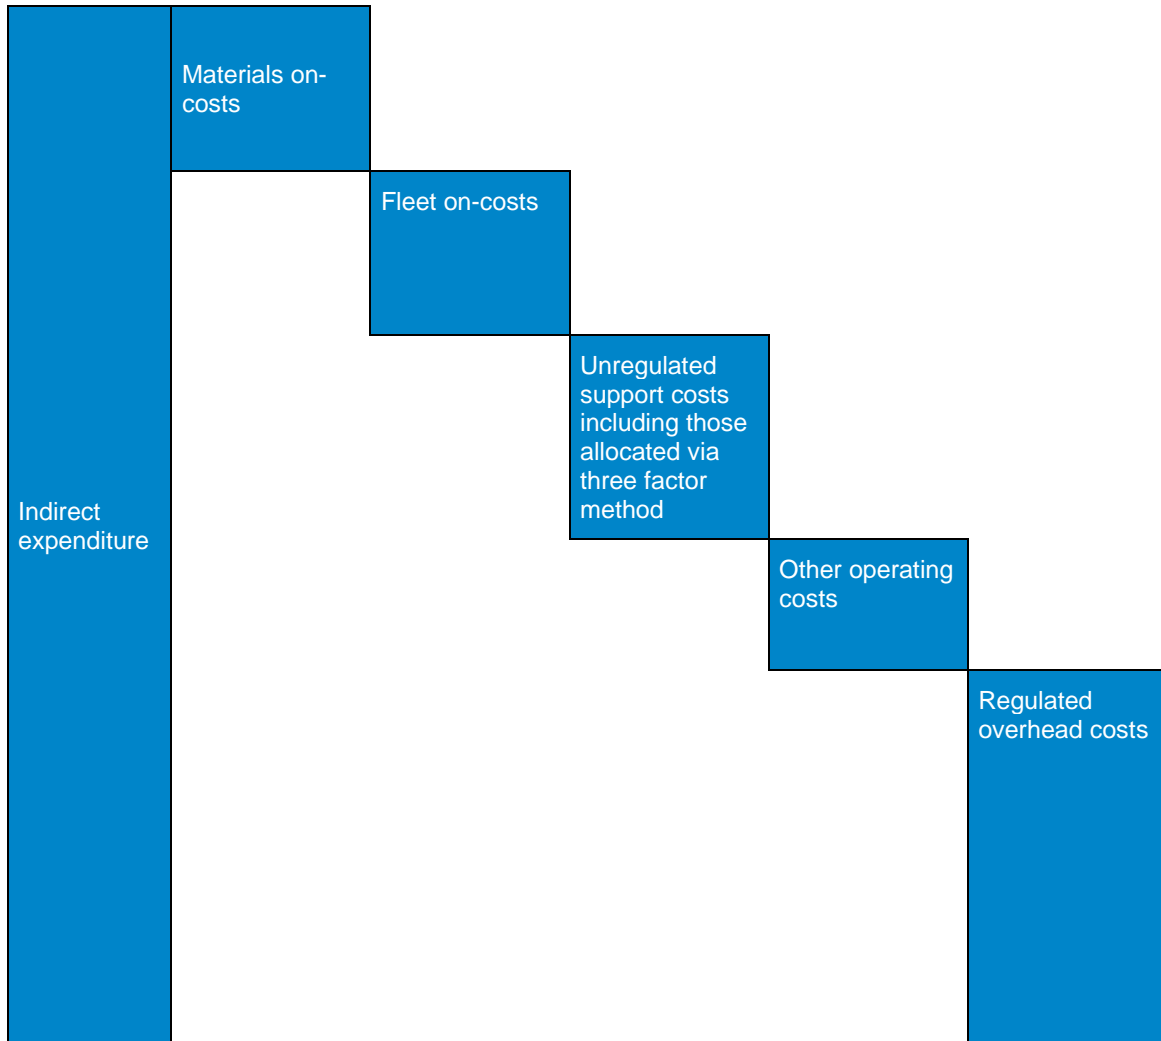 Materials on-
costs
Fleet on-costs
Unregulated
support costs
including those
allocated via
three factor
method
Indirect
expenditure
Other operating
costs
Regulated
overhead costs